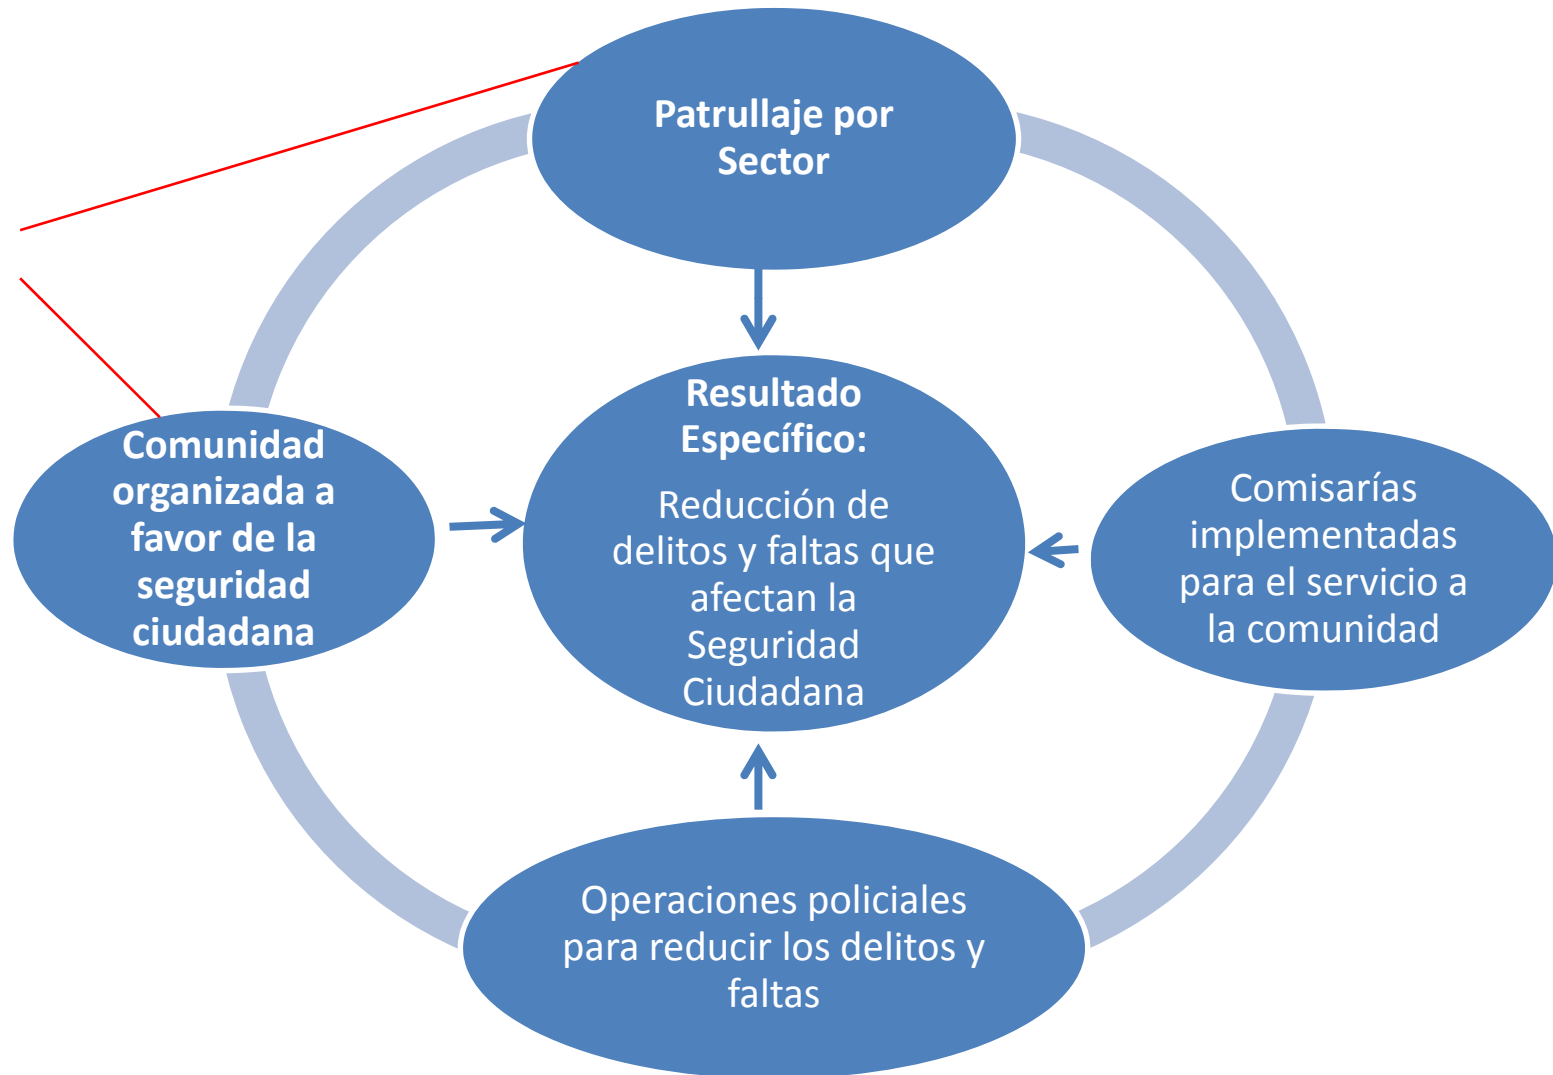 Patrullaje por
Sector
Comunidad
organizada a
favor de la
seguridad
ciudadana
Resultado
Específico:
Reducción de
delitos y faltas que
afectan la
Seguridad
Ciudadana
Comisarías
implementadas
para el servicio a
la comunidad
Operaciones policiales
para reducir los delitos y
faltas